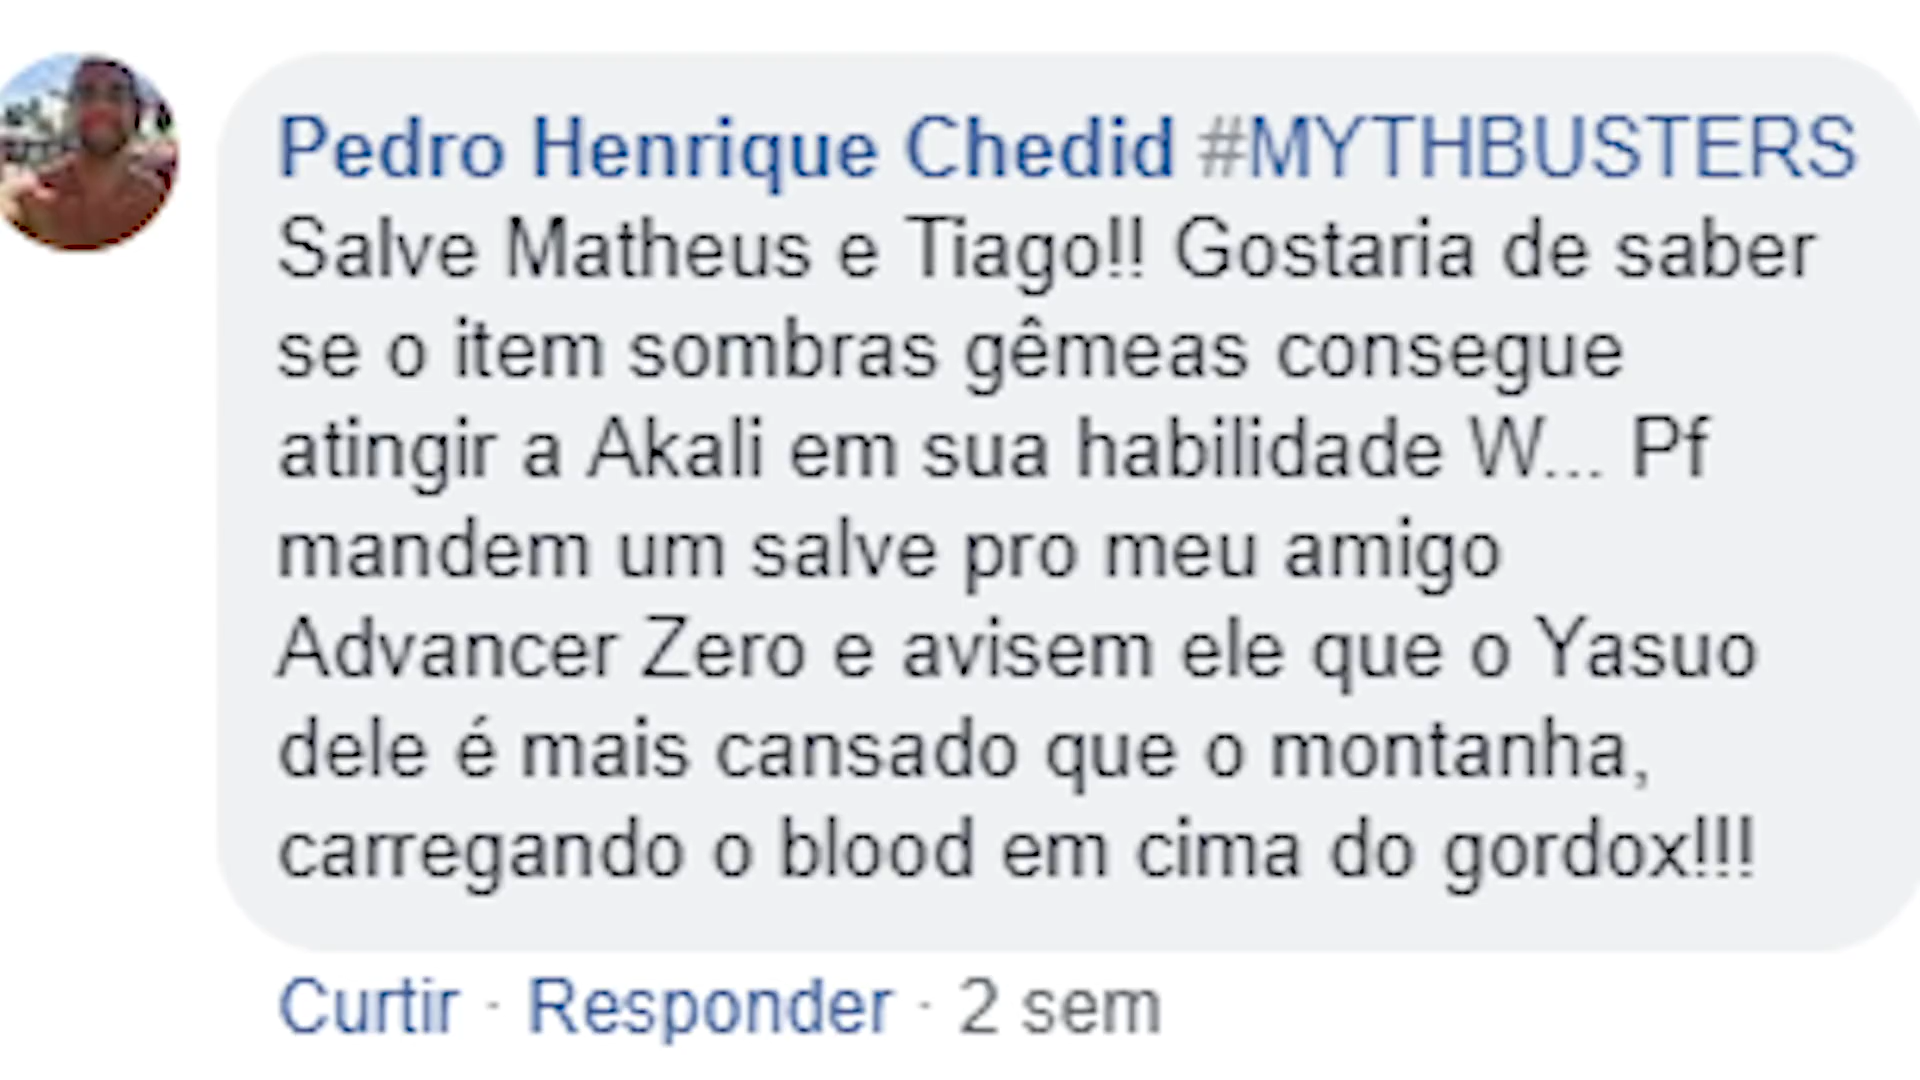 Pedro Henrique Chedid #MYTHBUSTERS
Salve Matheus e Tiago!! Gostaria de saber
se o item sombras gêmeas consegue
atingir a Akali em sua habilidade W... Pf
mandem um salve pro meu amigo
Advancer Zero e avisem ele que o Yasuo
dele é mais cansado que o montanha,
carregando o blood em cima do gordox!!!
Curtir · Responder · 2 sem